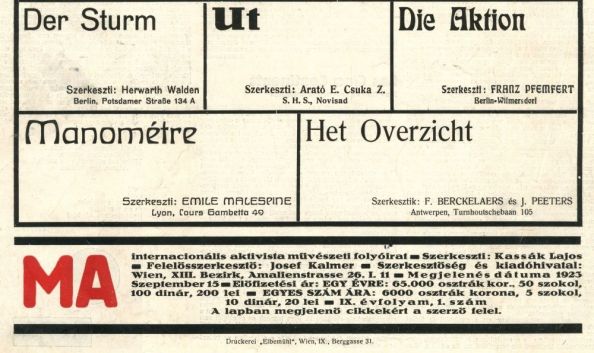 Der Sturm
Szerkeszti: Herwarth Walden
Berlin, Potsdamer Straße 134 A
Ut
Szerkeszti: Arató E. Csuka Z.
S. H. S., Novisad
Die Aktion
Szerkeszti: FRANZ PFEMFERT
Berlin-Wilmersdorf
Manométre
Szerkeszti: EMILE MALESPINE
Lyon, Cours Gambetta 49
Het Overzicht
Szerkesztik: F. BERCKELAERS és J. PEETERS
Antwerpen, Turnhoutschebaan 105
MA
internacionális aktivista művészeti folyóirat ▬ Szerkeszti: Kassák Lajos
▬ Felelősszerkesztő: Josef Kalmer ▬ Szerkesztőség és kiadóhivatal:
Wien, XIII. Bezirk, Amalienstrasse 26. I. 11 ▬ Megjelenés dátuma 1923
Szeptember 15 ▬ Előfizetési ár: EGY ÉVRE: 65.000 osztrák kor., 50 szokol,
100 dinár, 200 lei ▬ EGYES SZÁM ÁRA: 6000 osztrák korona, 5 szokol,
10 dinár, 20 lei ▬ IX. évfolyam, 1. szám
A lapban megjelenő cikkekért a szerző felel.
Druckerei „Elbemühl", Wien, IX., Berggasse 31.